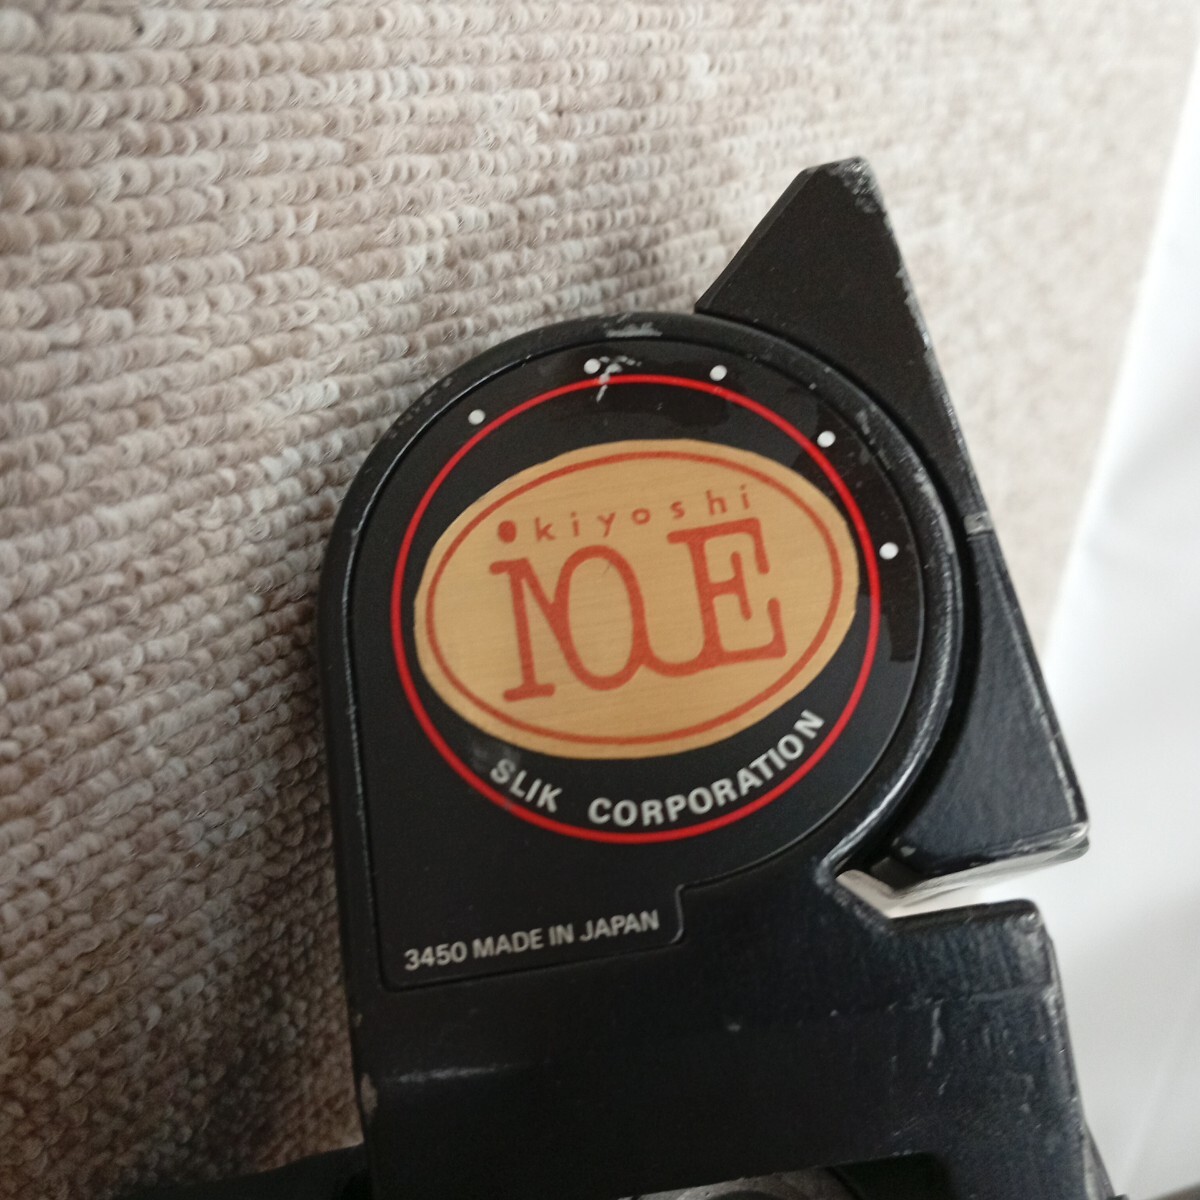 kiyoshi
iNOUE
SLIK CORPORATION
3450 MADE IN JAPAN